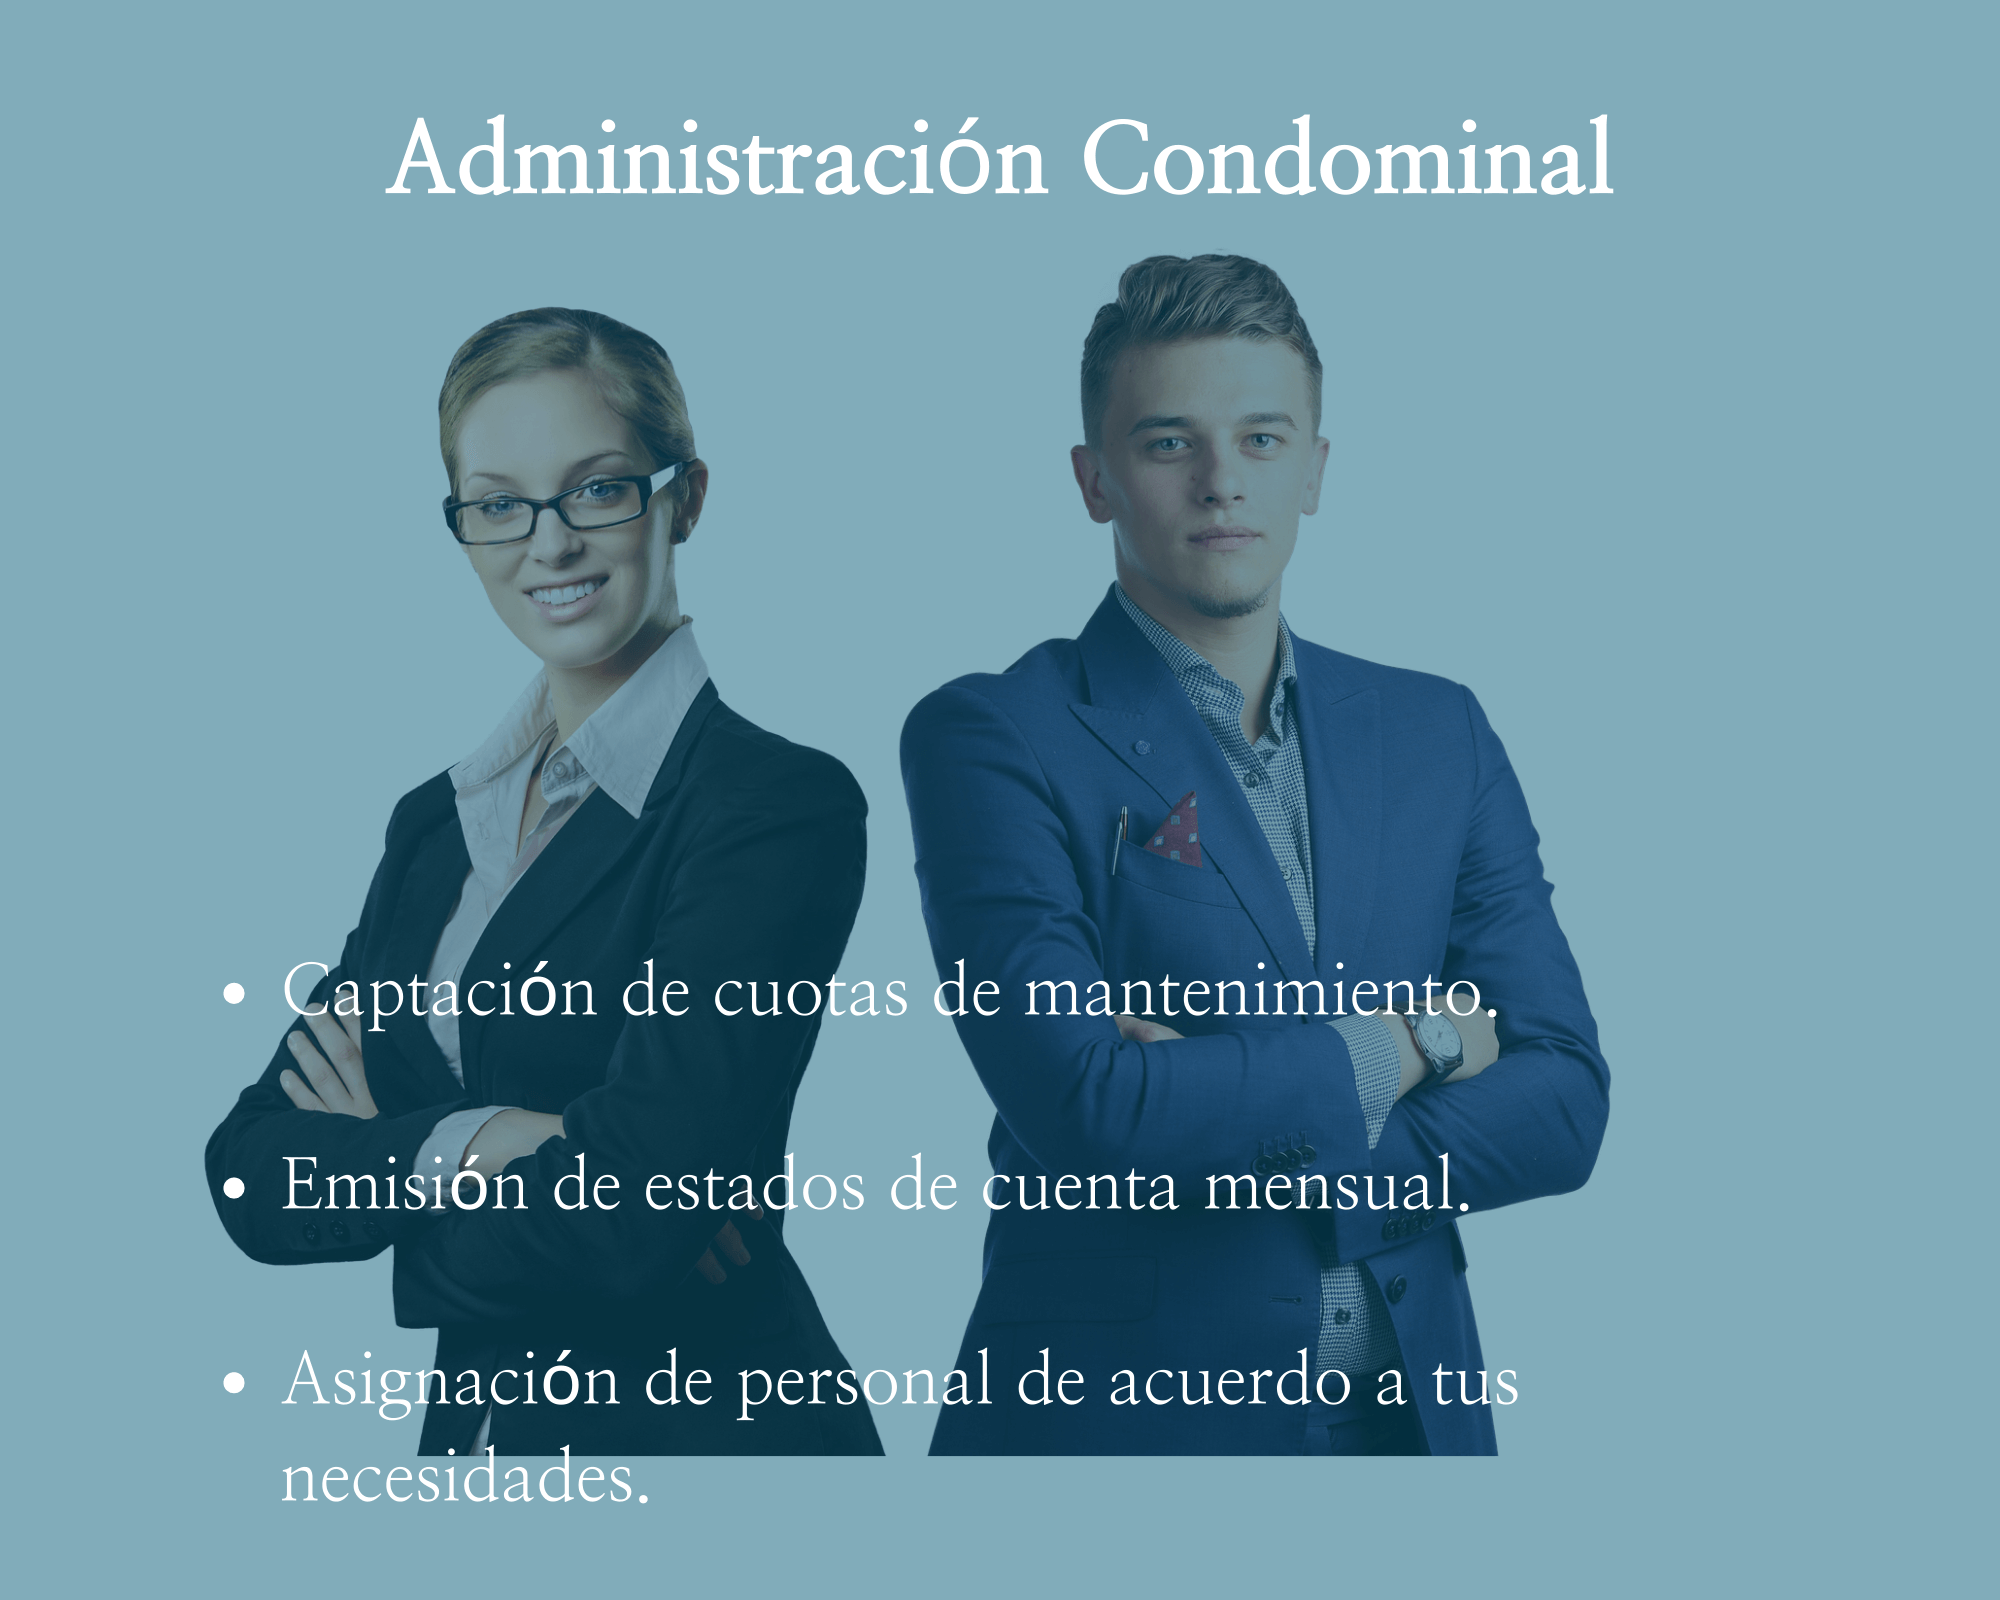 Administración Condominal
• Captación de cuotas de mantenimiento.
• Emisión de estados de cuenta mensual.
• Asignación de personal de acuerdo a tus
necesidades.